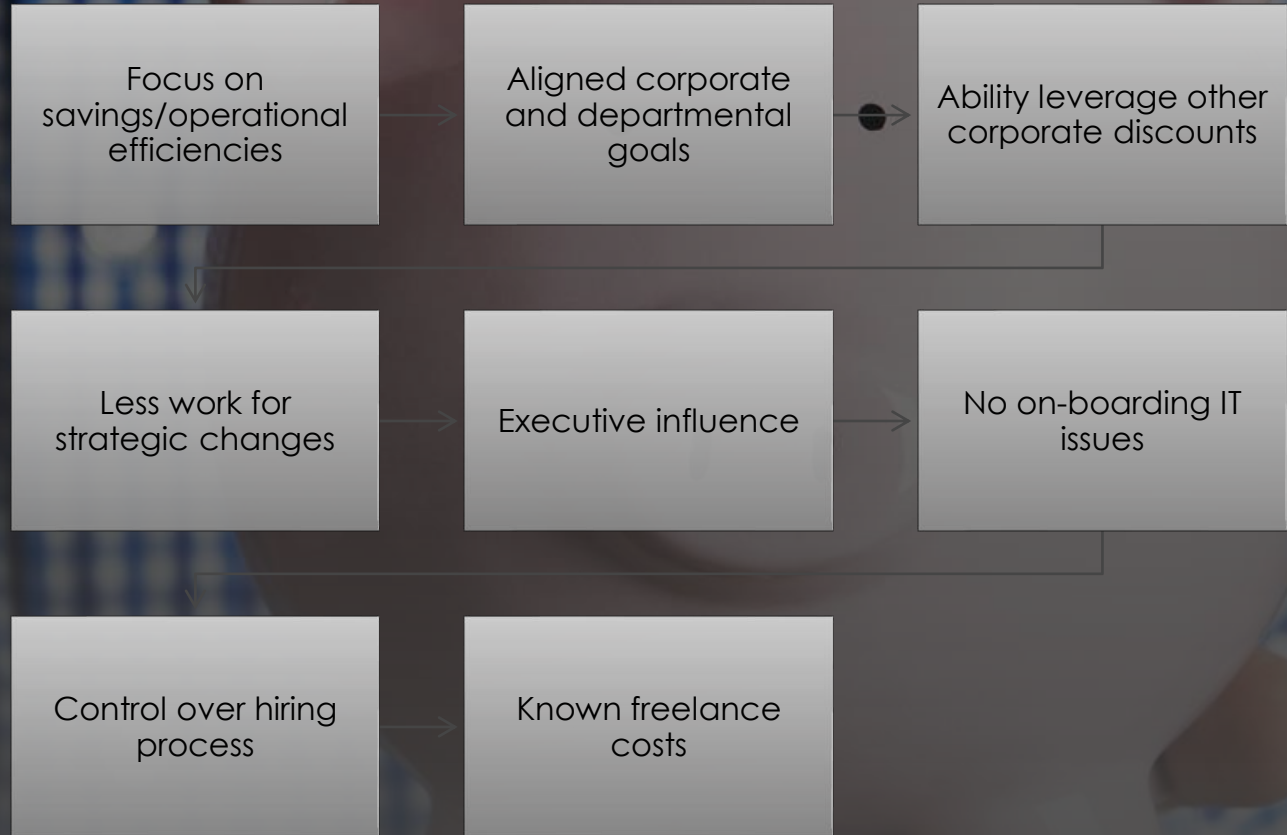 Focus on
savings/operational
efficiencies
Aligned corporate
and departmental
goals
Ability leverage other
corporate discounts
Less work for
strategic changes
Executive influence
No on-boarding IT
issues
Control over hiring
process
Known freelance
costs